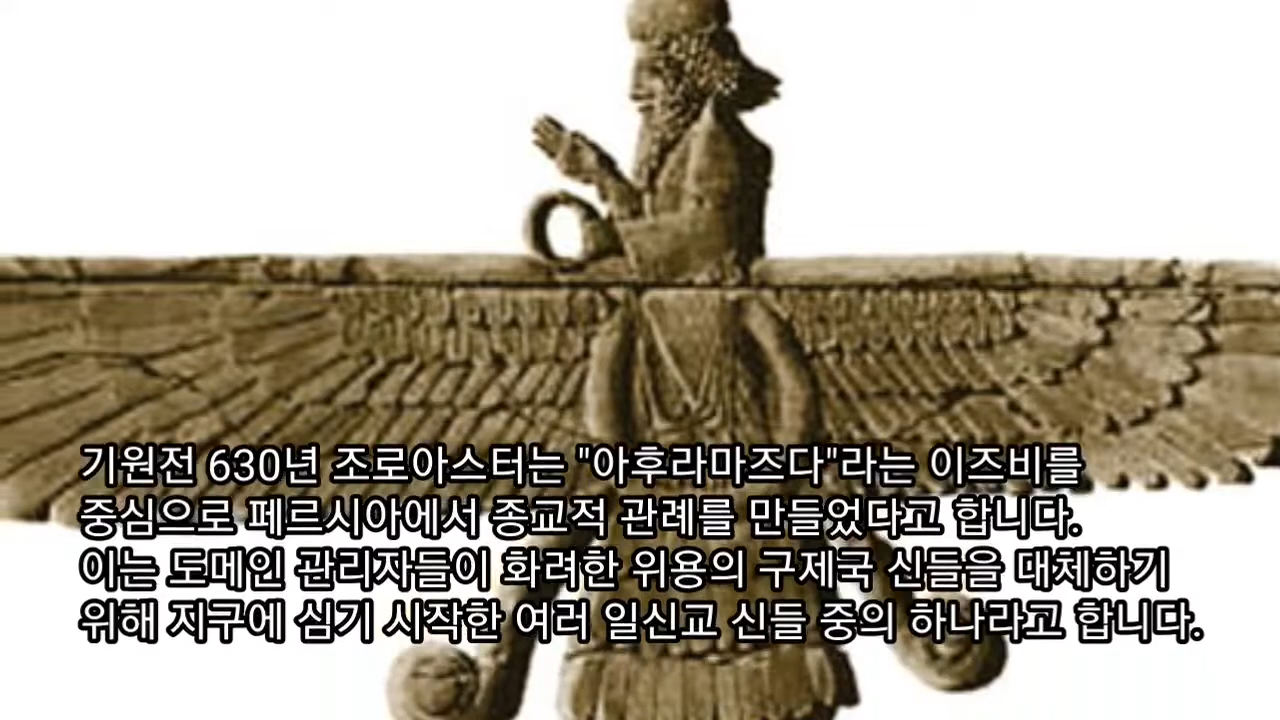 기원전 630년 조로아스터는 "아후라마즈다"라는 이즈비를
중심으로 페르시아에서 종교적 관례를 만들었다고 합니다.
이는 도메인 관리자들이 화려한 위용의 구제국 신들을 대체하기
위해 지구에 심기 시작한 여러 일신교 신들 중의 하나라고 합니다.